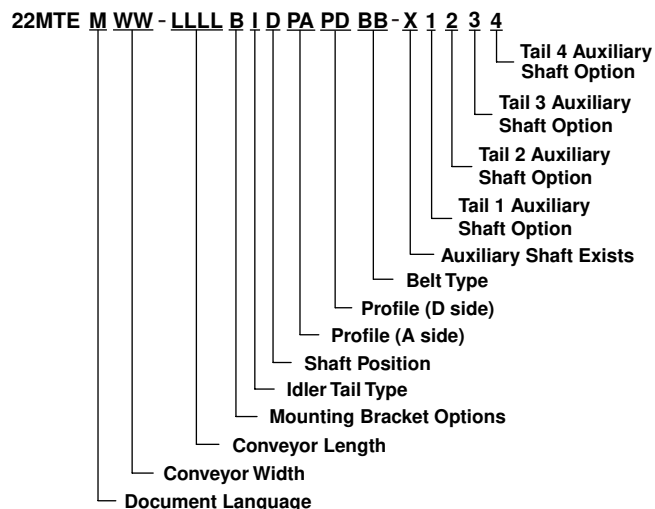 22MTE M WW - LLLL B I D PA PD BB - X 1 2 3 4
Tail 4 Auxiliary
Shaft Option
Tail 3 Auxiliary
Shaft Option
Tail 2 Auxiliary
Shaft Option
Tail 1 Auxiliary
Shaft Option
Auxiliary Shaft Exists
Belt Type
Profile (D side)
Profile (A side)
Shaft Position
Idler Tail Type
Mounting Bracket Options
Conveyor Length
Conveyor Width
Document Language